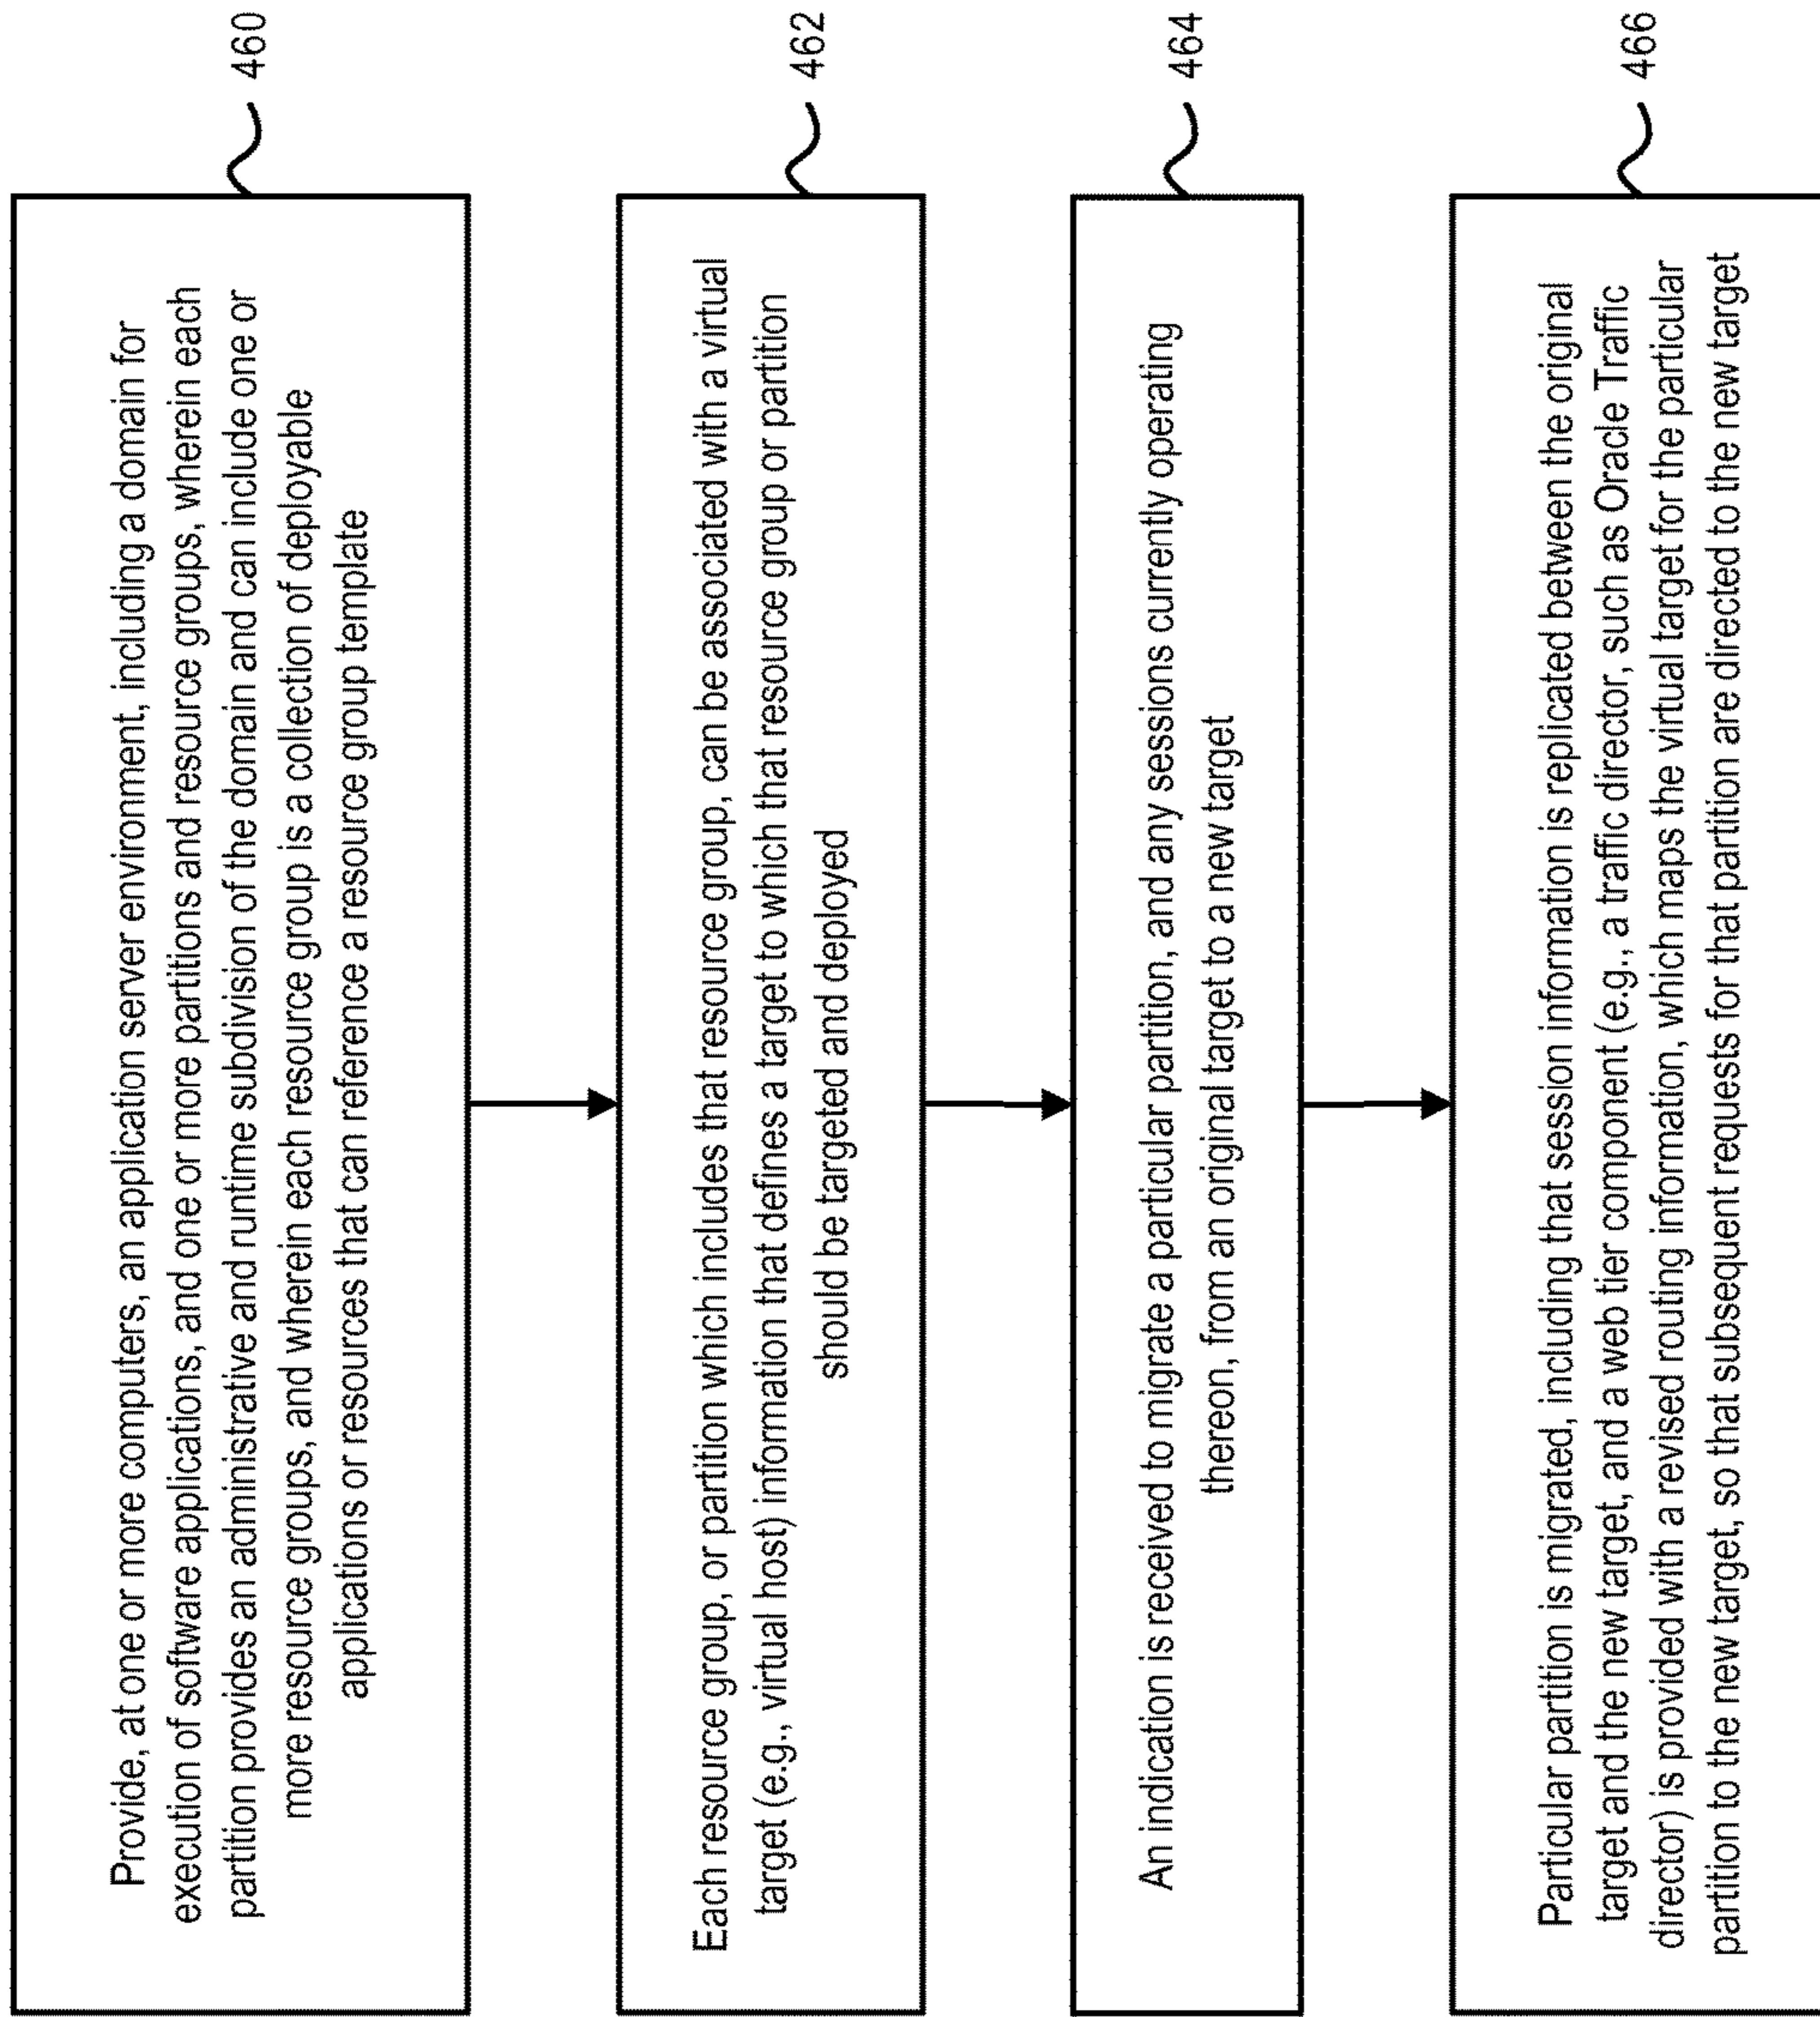 Provide, at one or more computers, an application server environment, including a domain for
execution of software applications, and one or more partitions and resource groups, wherein each
partition provides an administrative and runtime subdivision of the domain and can include one or
more resource groups, and wherein each resource group is a collection of deployable
applications or resources that can reference a resource group template
460
Each resource group, or partition which includes that resource group, can be associated with a virtual
target (e.g., virtual host) information that defines a target to which that resource group or partition
should be targeted and deployed
462
An indication is received to migrate a particular partition, and any sessions currently operating
thereon, from an original target to a new target
464
Particular partition is migrated, including that session information is replicated between the original
target and the new target, and a web tier component (e.g., a traffic director, such as Oracle Traffic
director) is provided with a revised routing information, which maps the virtual target for the particular
partition to the new target, so that subsequent requests for that partition are directed to the new target
466